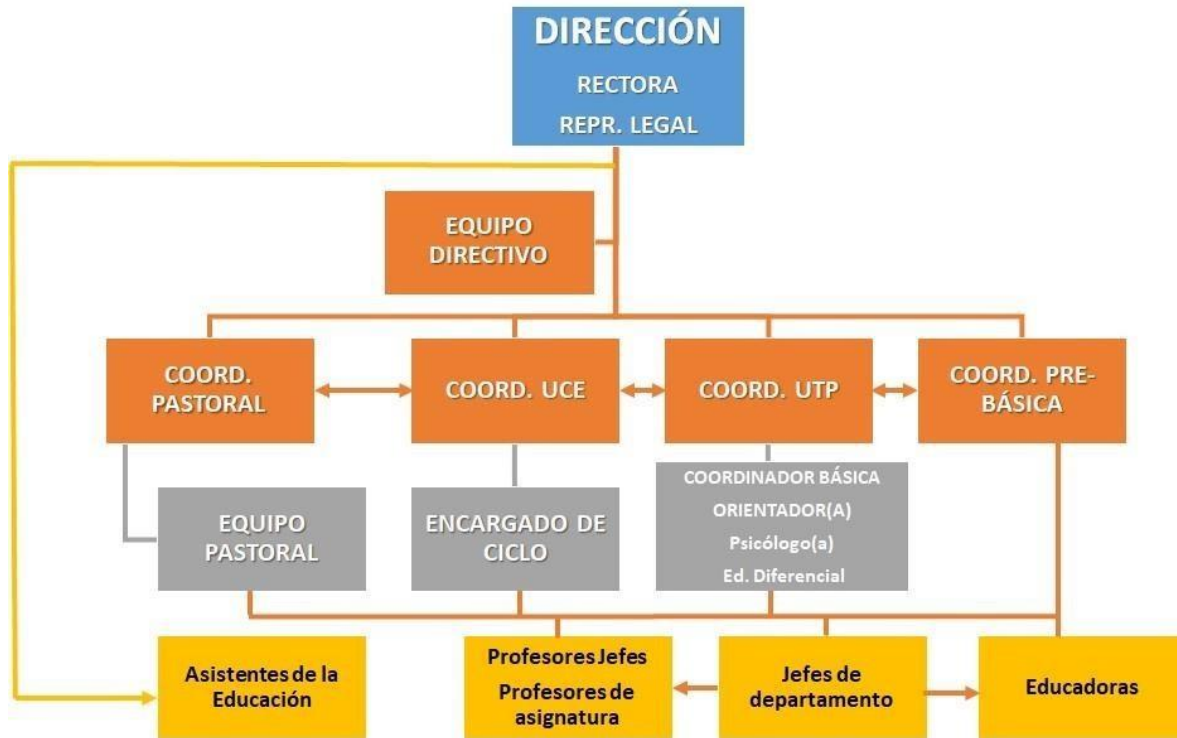 DIRECCIÓN
RECTORA
REPR. LEGAL
EQUIPO
DIRECTIVO
COORD.
PASTORAL
COORD. UCE
COORD. UTP
COORD. PRE-
BÁSICA
EQUIPO
PASTORAL
ENCARGADO DE
CICLO
COORDINADOR BÁSICA
ORIENTADOR(A)
Psicólogo(a)
Ed. Diferencial
Asistentes de la
Educación
Profesores Jefes
Profesores de
asignatura
Jefes de
departamento
Educadoras